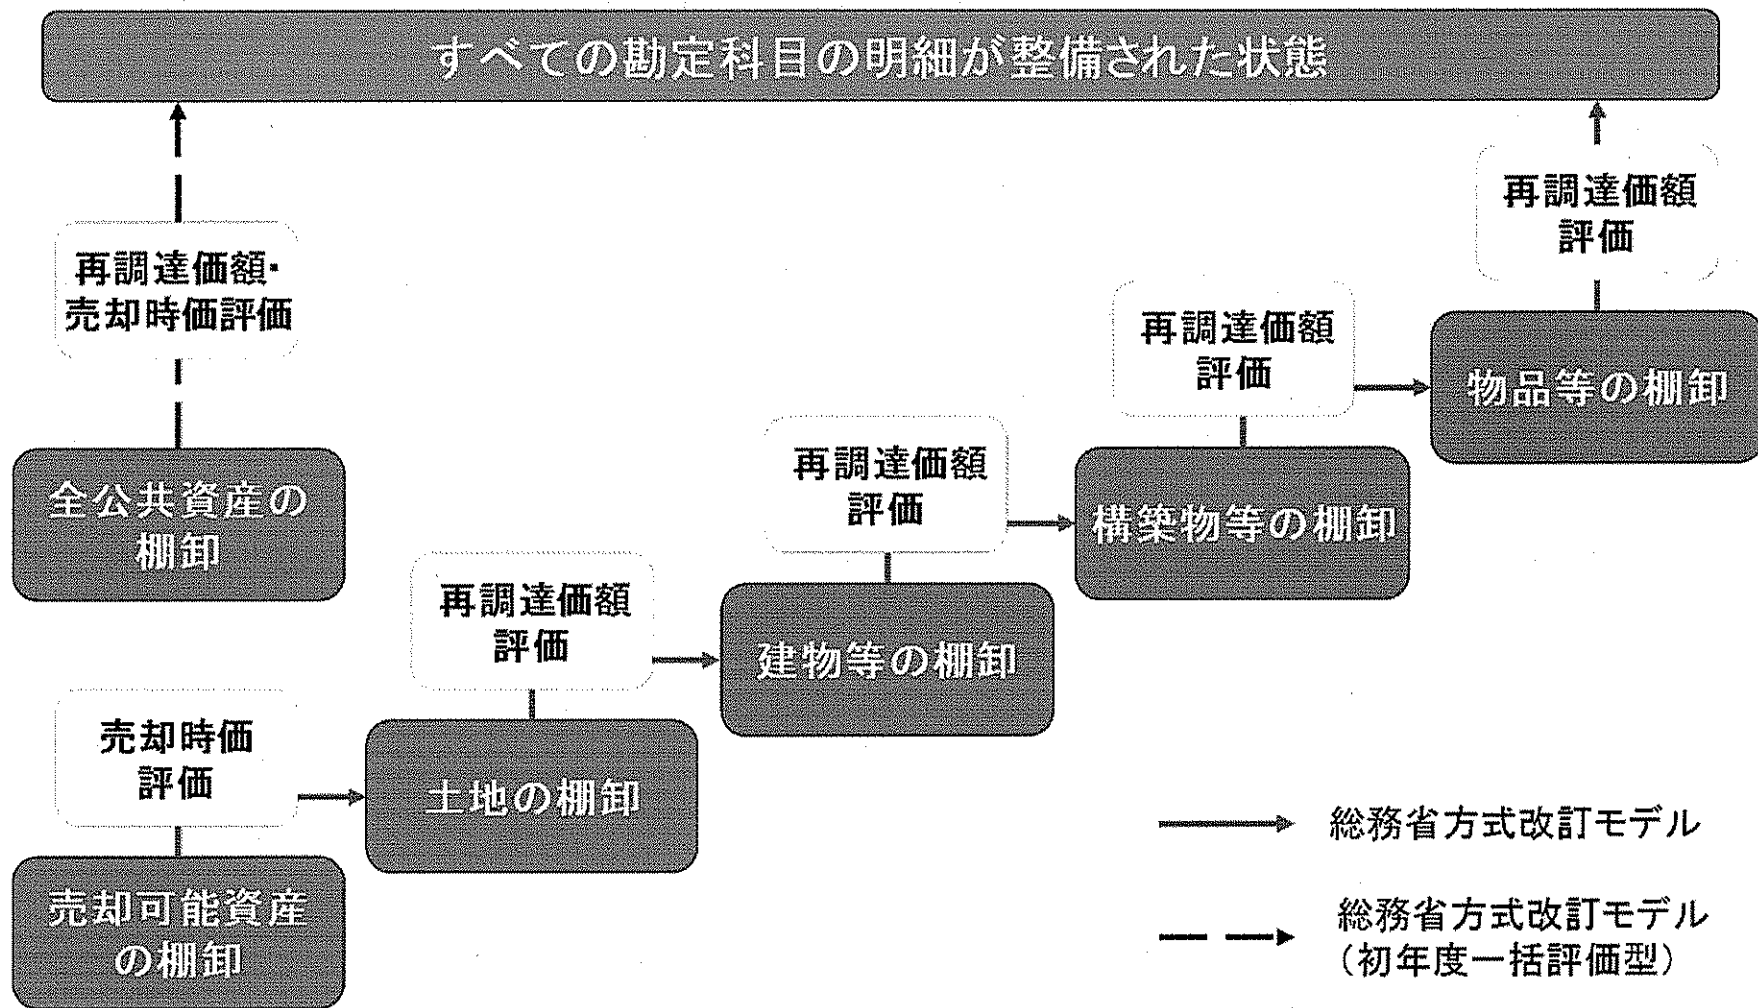 すべての勘定科目の明細が整備された状態
再調達価額・
売却時価評価
全公共資産の
棚卸
売却時価
評価
売却可能資産
の棚卸
再調達価額
評価
土地の棚卸
再調達価額
評価
建物等の棚卸
再調達価額
評価
構築物等の棚卸
再調達価額
評価
物品等の棚卸
総務省方式改訂モデル
総務省方式改訂モデル
(初年度一括評価型)